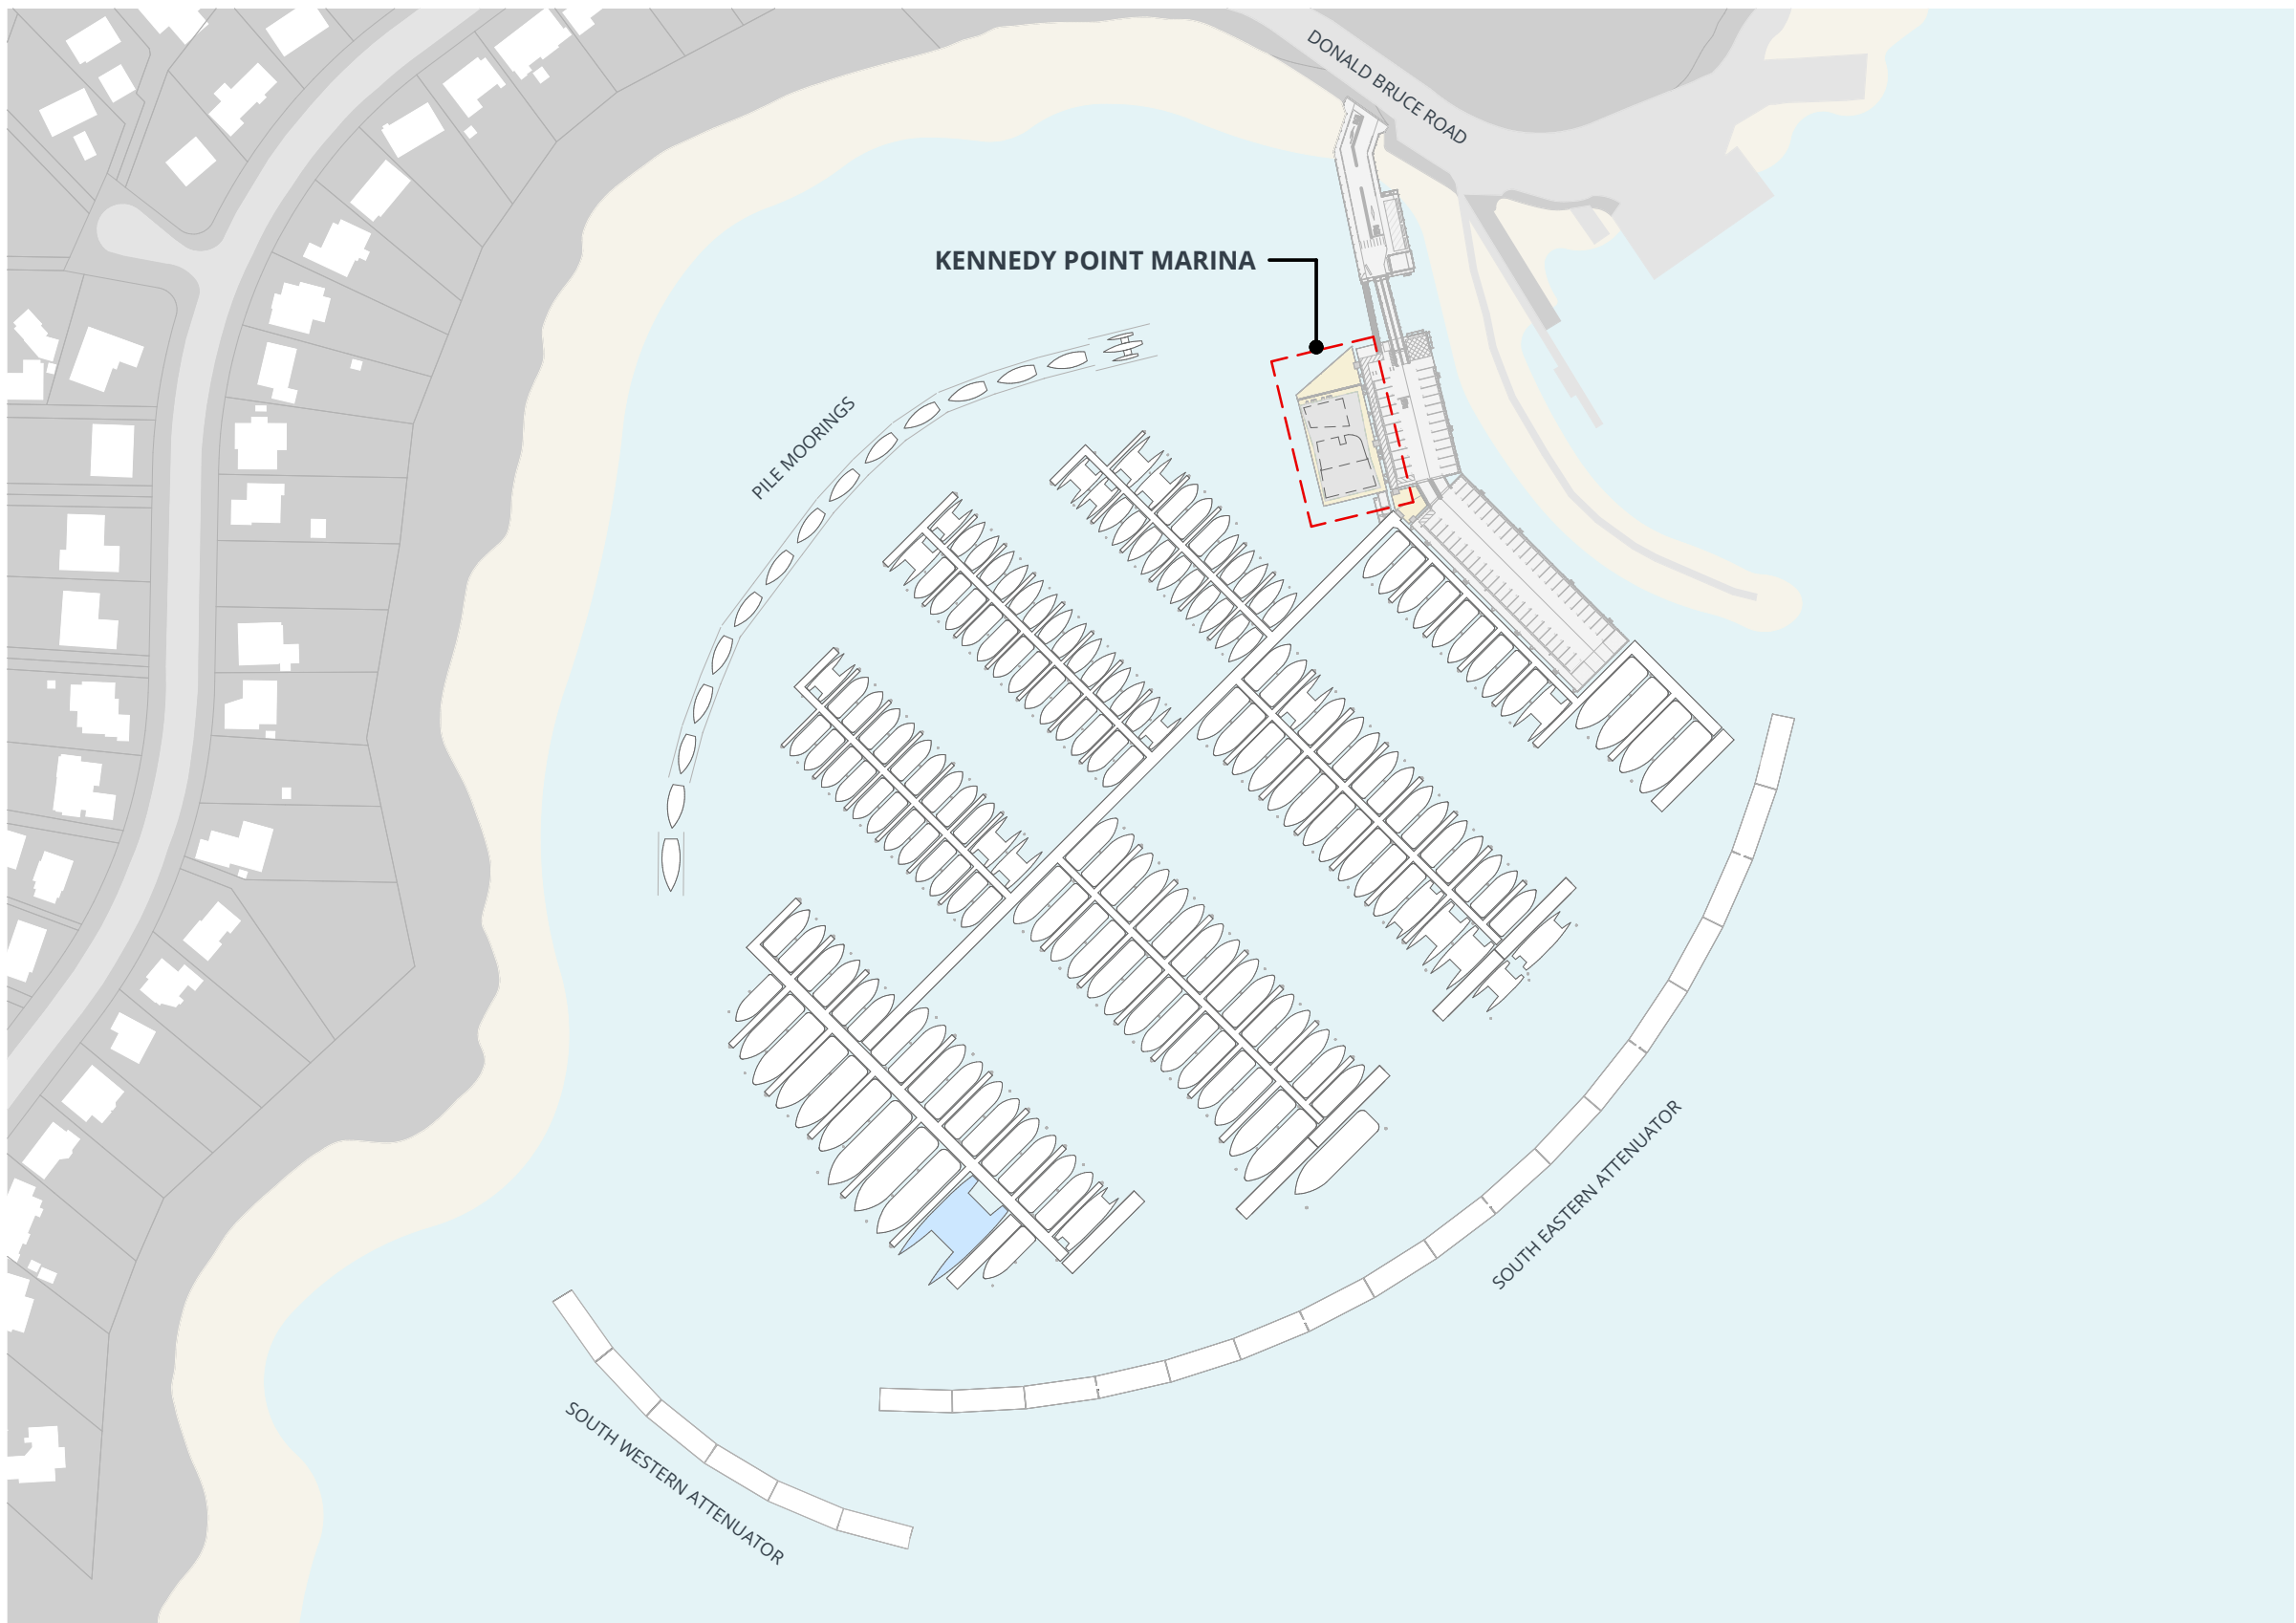 DONALD BRUCE ROAD
KENNEDY POINT MARINA
PILE MOORINGS
SOUTH EASTERN ATTENUATOR
SOUTH WESTERN ATTENUATOR